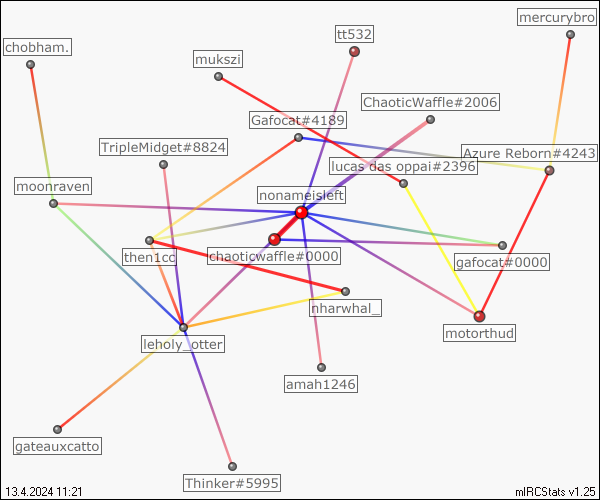 mercurybro
tt532
chobham.
mukszi
ChaoticWaffle#2006
Gafocat#4189
TripleMidget#8824
Azure Reborn#4243
lucas das oppai#2396
moonraven
nonameisleft
then1cc
chaoticwaffle#0000
gafocat#0000
nharwhal_
motorthud
leholy_otter
amah1246
gateauxcatto
Thinker#5995
13.4.2024 11:21
mIRCStats v1.25